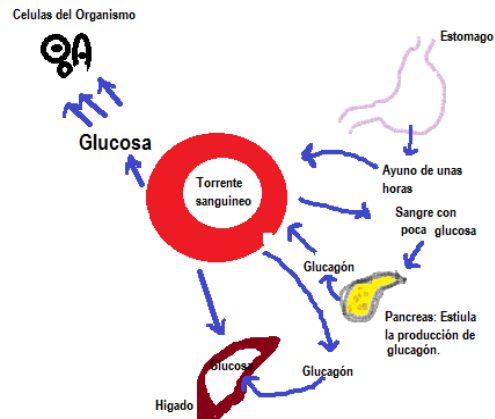 Celulas del Organismo
Estomago
Glucosa
Torrente
sanguineo
Ayuno de unas
horas
Sangre con
poca glucosa
Glucagón
Pancreas: Estiula
la producción de
glucagón.
Glucosa
Glucagón
Higado